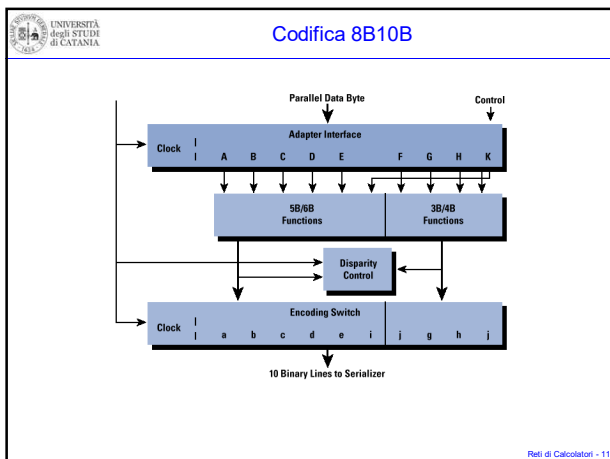 UNIVERSITÀ
degli STUDI
di CATANIA
Codifica 8B10B
Parallel Data Byte
Control
Adapter Interface
Clock
A B C D E F G H K
5B/6B
Functions
3B/4B
Functions
Disparity
Control
Encoding Switch
Clock
a b c d e i j g h j
10 Binary Lines to Serializer
Reti di Calcolatori - 11